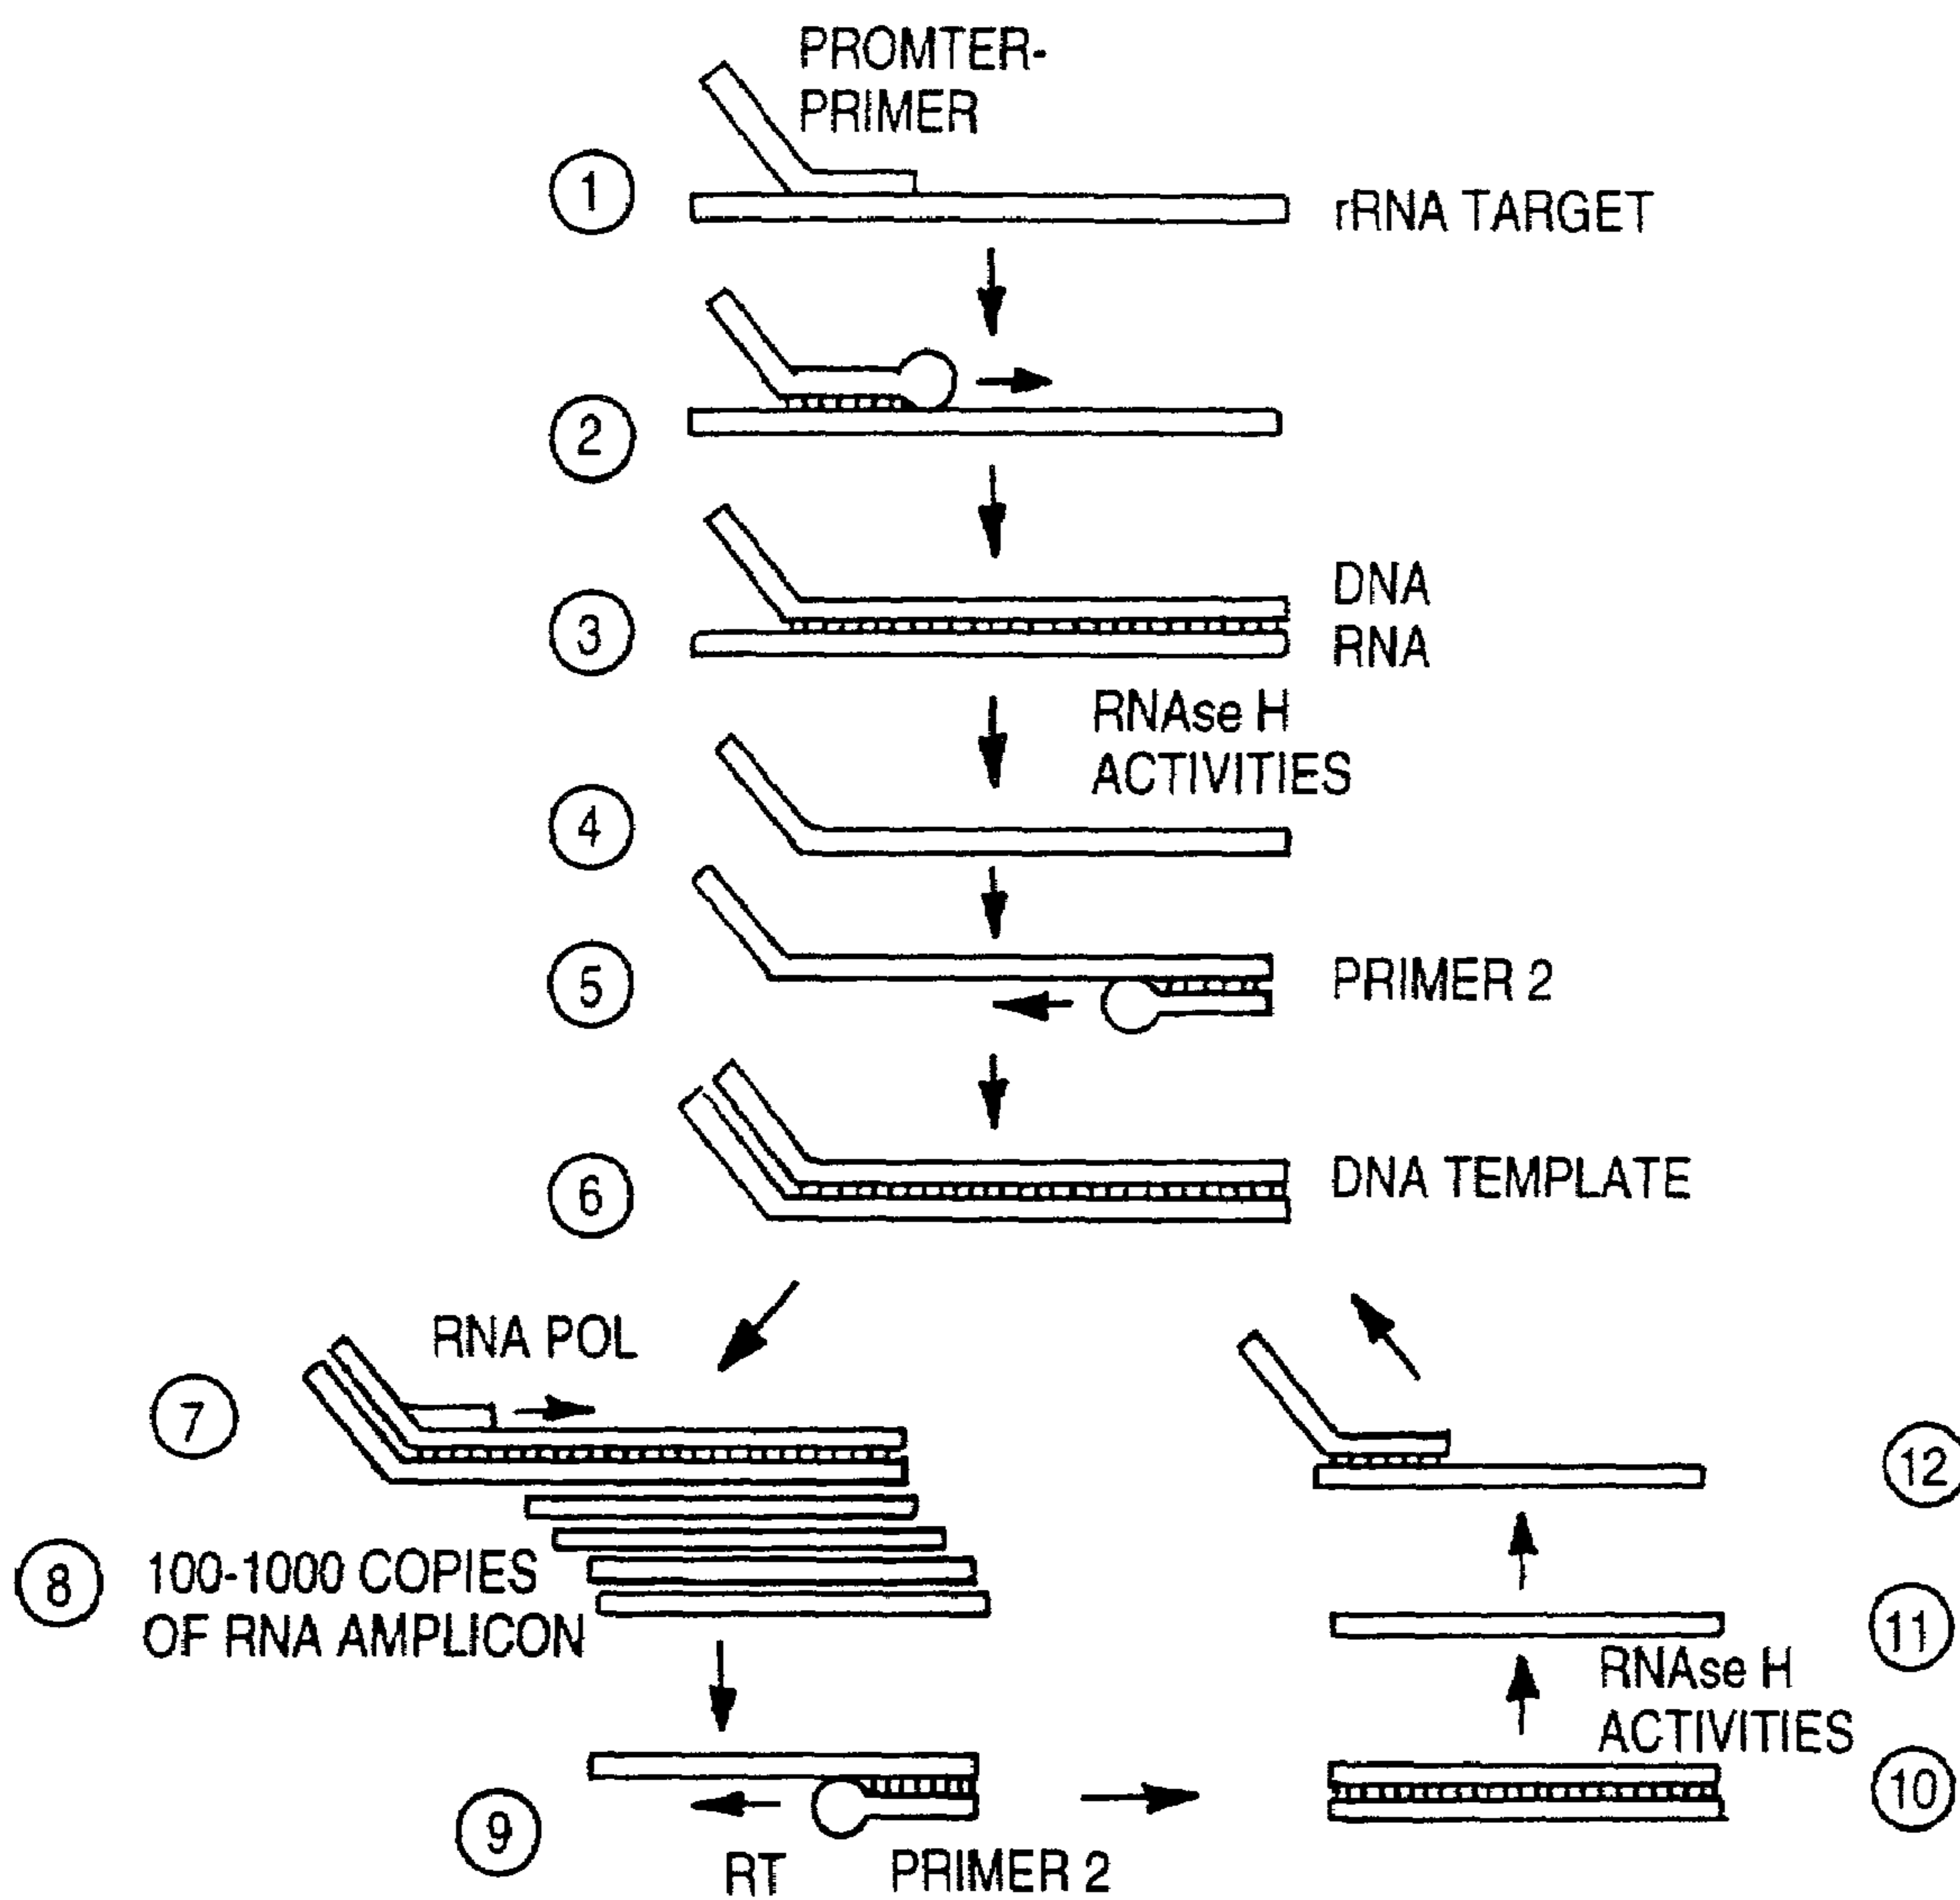 PROMTER-
PRIMER
1
rRNA TARGET
2
3
DNA
RNA
RNAse H
ACTIVITIES
4
5
PRIMER 2
6
DNA TEMPLATE
RNA POL
7
12
8
100-1000 COPIES
OF RNA AMPLICON
11
RNAse H
ACTIVITIES
10
9
RT
PRIMER 2